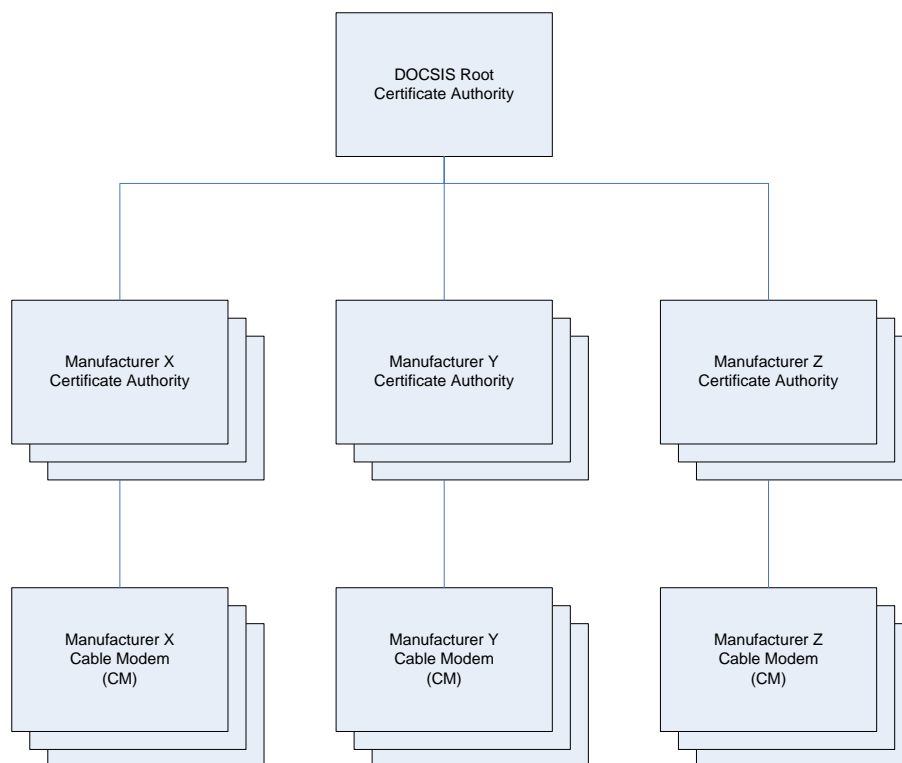 DOCSIS Root
Certificate Authority
Manufacturer X
Certificate Authority
Manufacturer Y
Certificate Authority
Manufacturer Z
Certificate Authority
Manufacturer X
Cable Modem
(CM)
Manufacturer Y
Cable Modem
(CM)
Manufacturer Z
Cable Modem
(CM)